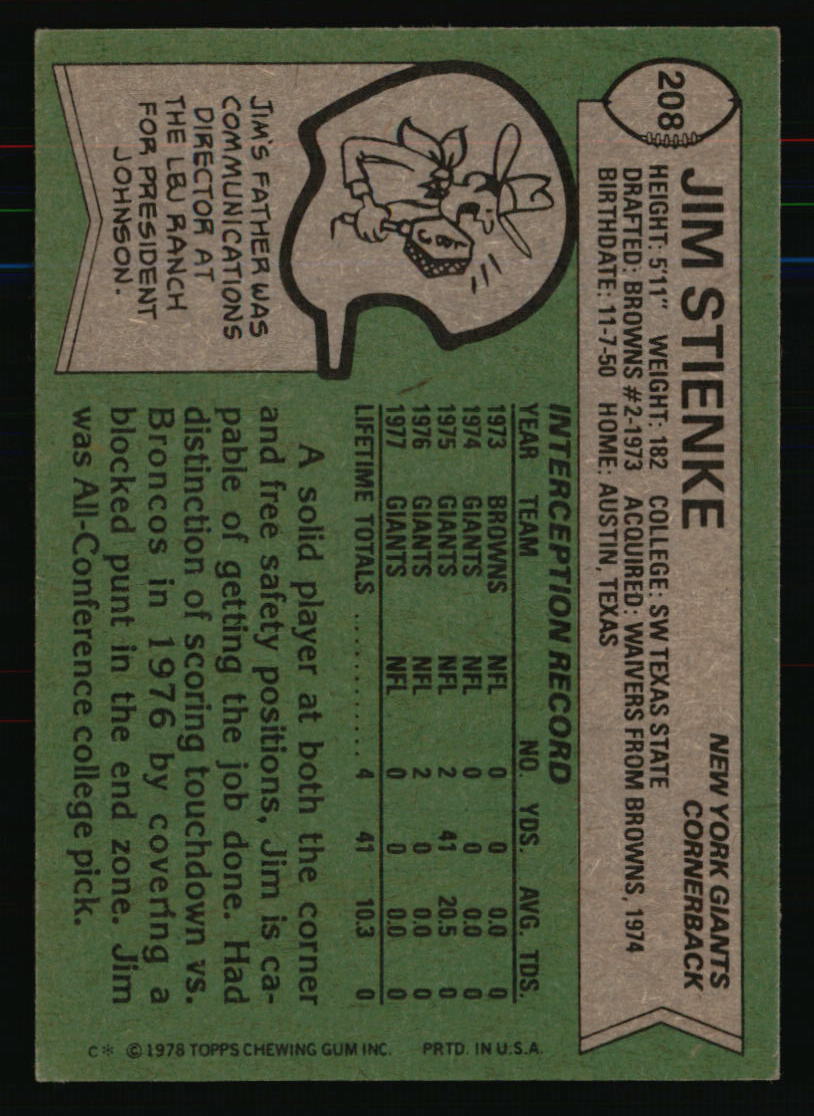 208
JIM STIENKE
NEW YORK GIANTS
CORNERBACK
HEIGHT: 5'11" WEIGHT: 182 COLLEGE: SW TEXAS STATE
DRAFTED: BROWNS #2-1973 ACQUIRED: WAIVERS FROM BROWNS, 1974
BIRTHDATE: 11-7-50 HOME: AUSTIN, TEXAS
LBJ
JIM'S FATHER WAS
COMMUNICATIONS
DIRECTOR AT
THE LBJ RANCH
FOR PRESIDENT
JOHNSON.
INTERCEPTION RECORD
YEAR TEAM NO. YDS. AVG. TDS.
1973 BROWNS NFL 0 0 0.0 0
1974 GIANTS NFL 0 0 0.0 0
1975 GIANTS NFL 2 41 20.5 0
1976 GIANTS NFL 2 0 0.0 0
1977 GIANTS NFL 0 0 0.0 0
LIFETIME TOTALS .......... 4 41 10.3 0
A solid player at both the corner
and free safety positions, Jim is ca-
pable of getting the job done. Had
distinction of scoring touchdown vs.
Broncos in 1976 by covering a
blocked punt in the end zone. Jim
was All-Conference college pick.
C* © 1978 TOPPS CHEWING GUM INC. PRTD. IN U.S.A.